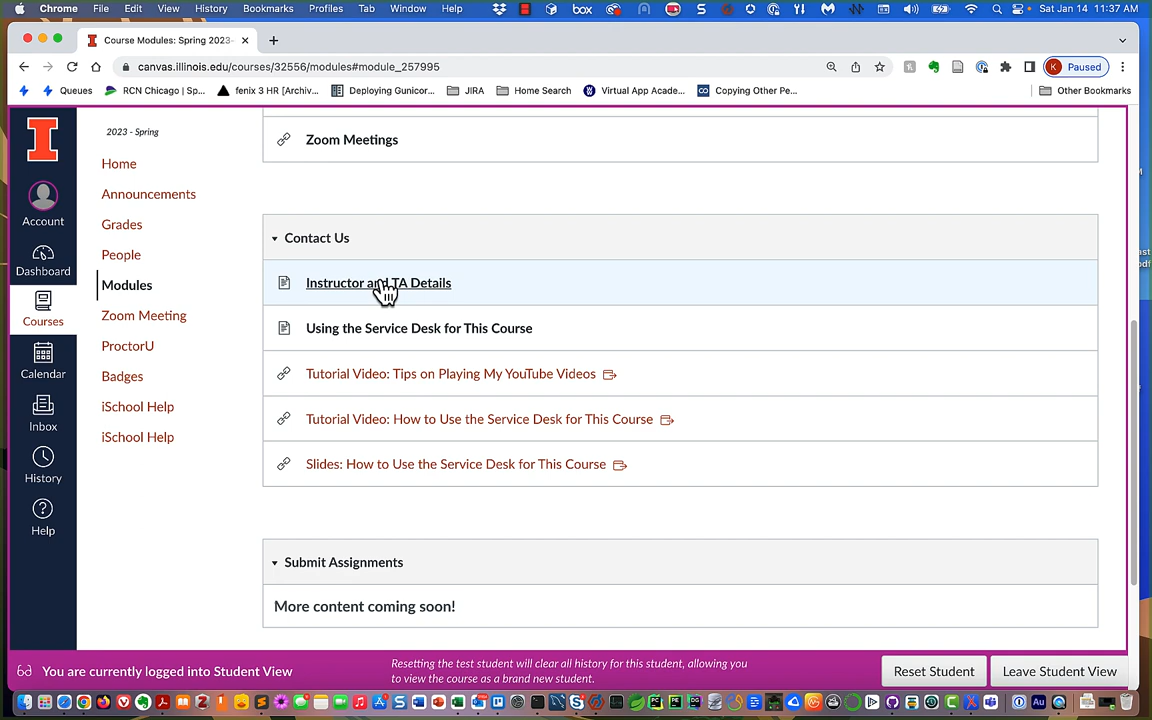 Chrome File Edit View History Bookmarks Profiles Tab Window Help box Sat Jan 14 11:37 AM
Course Modules: Spring 2023-
canvas.illinois.edu/courses/32556/modules#module_257995
K Paused
Queues RCN Chicago | Sp... fenix 3 HR [Archiv... Deploying Gunicor... JIRA Home Search Virtual App Acade... Copying Other Pe... Other Bookmarks
2023 - Spring
Home
Announcements
Grades
People
Modules
Zoom Meeting
ProctorU
Badges
iSchool Help
iSchool Help
Account
Dashboard
Courses
Calendar
Inbox
History
Help
Zoom Meetings
Contact Us
Instructor and TA Details
Using the Service Desk for This Course
Tutorial Video: Tips on Playing My YouTube Videos
Tutorial Video: How to Use the Service Desk for This Course
Slides: How to Use the Service Desk for This Course
Submit Assignments
More content coming soon!
You are currently logged into Student View
Resetting the test student will clear all history for this student, allowing you
to view the course as a brand new student.
Reset Student
Leave Student View